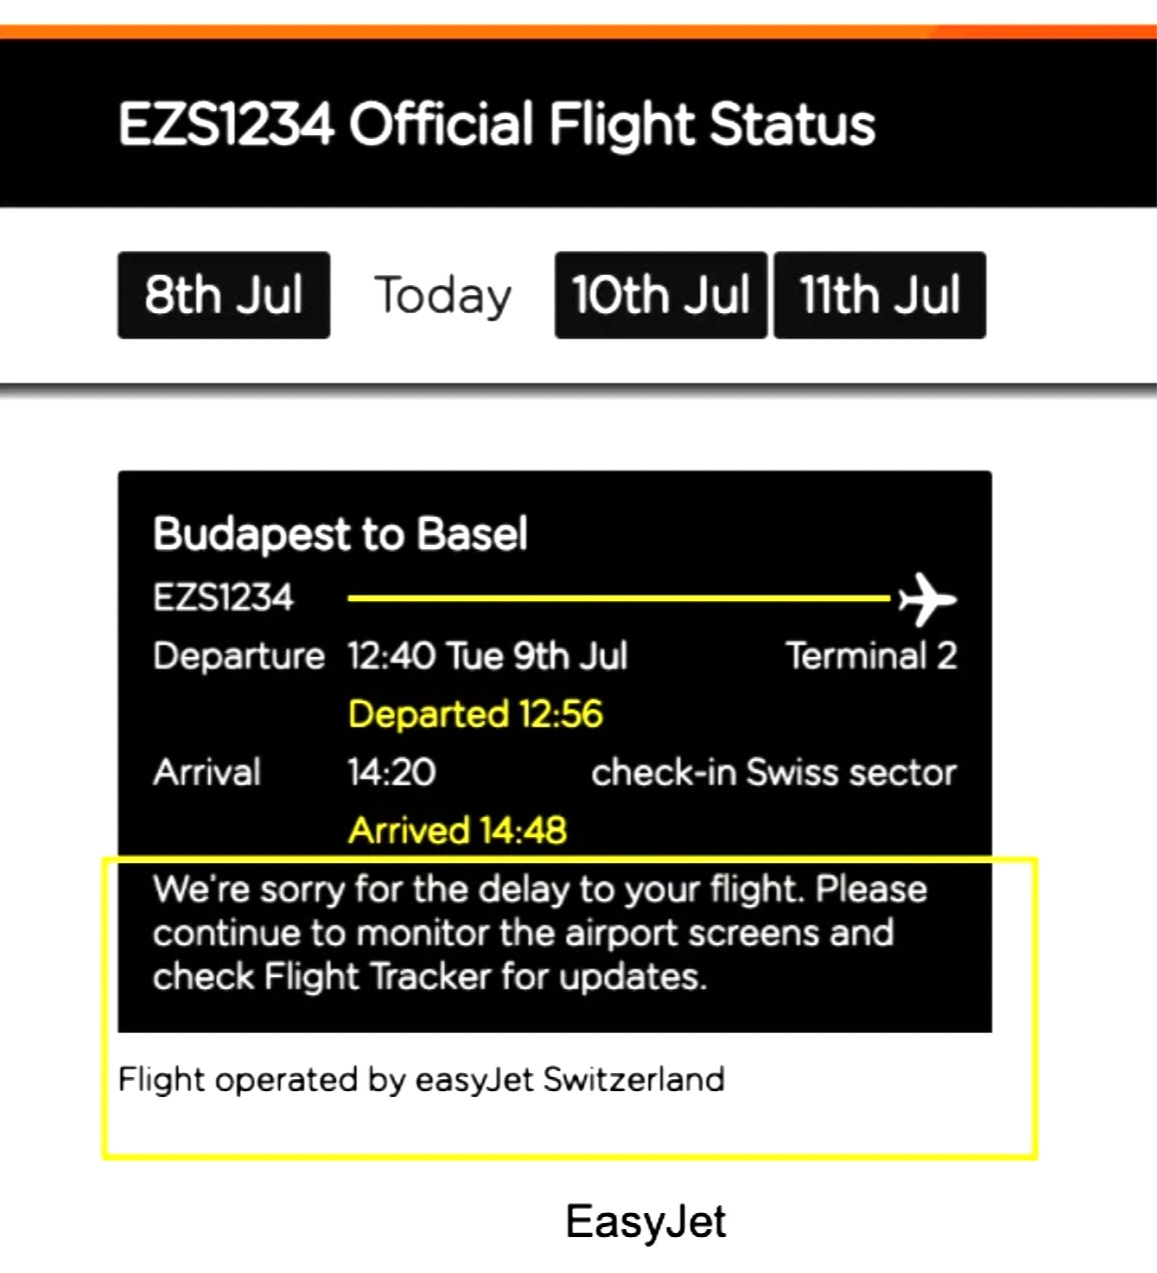 EZS1234 Official Flight Status
8th Jul Today 10th Jul 11th Jul
Budapest to Basel
EZS1234
Departure 12:40 Tue 9th Jul Terminal 2
Departed 12:56
Arrival 14:20 check-in Swiss sector
Arrived 14:48
We're sorry for the delay to your flight. Please
continue to monitor the airport screens and
check Flight Tracker for updates.
Flight operated by easyJet Switzerland
EasyJet